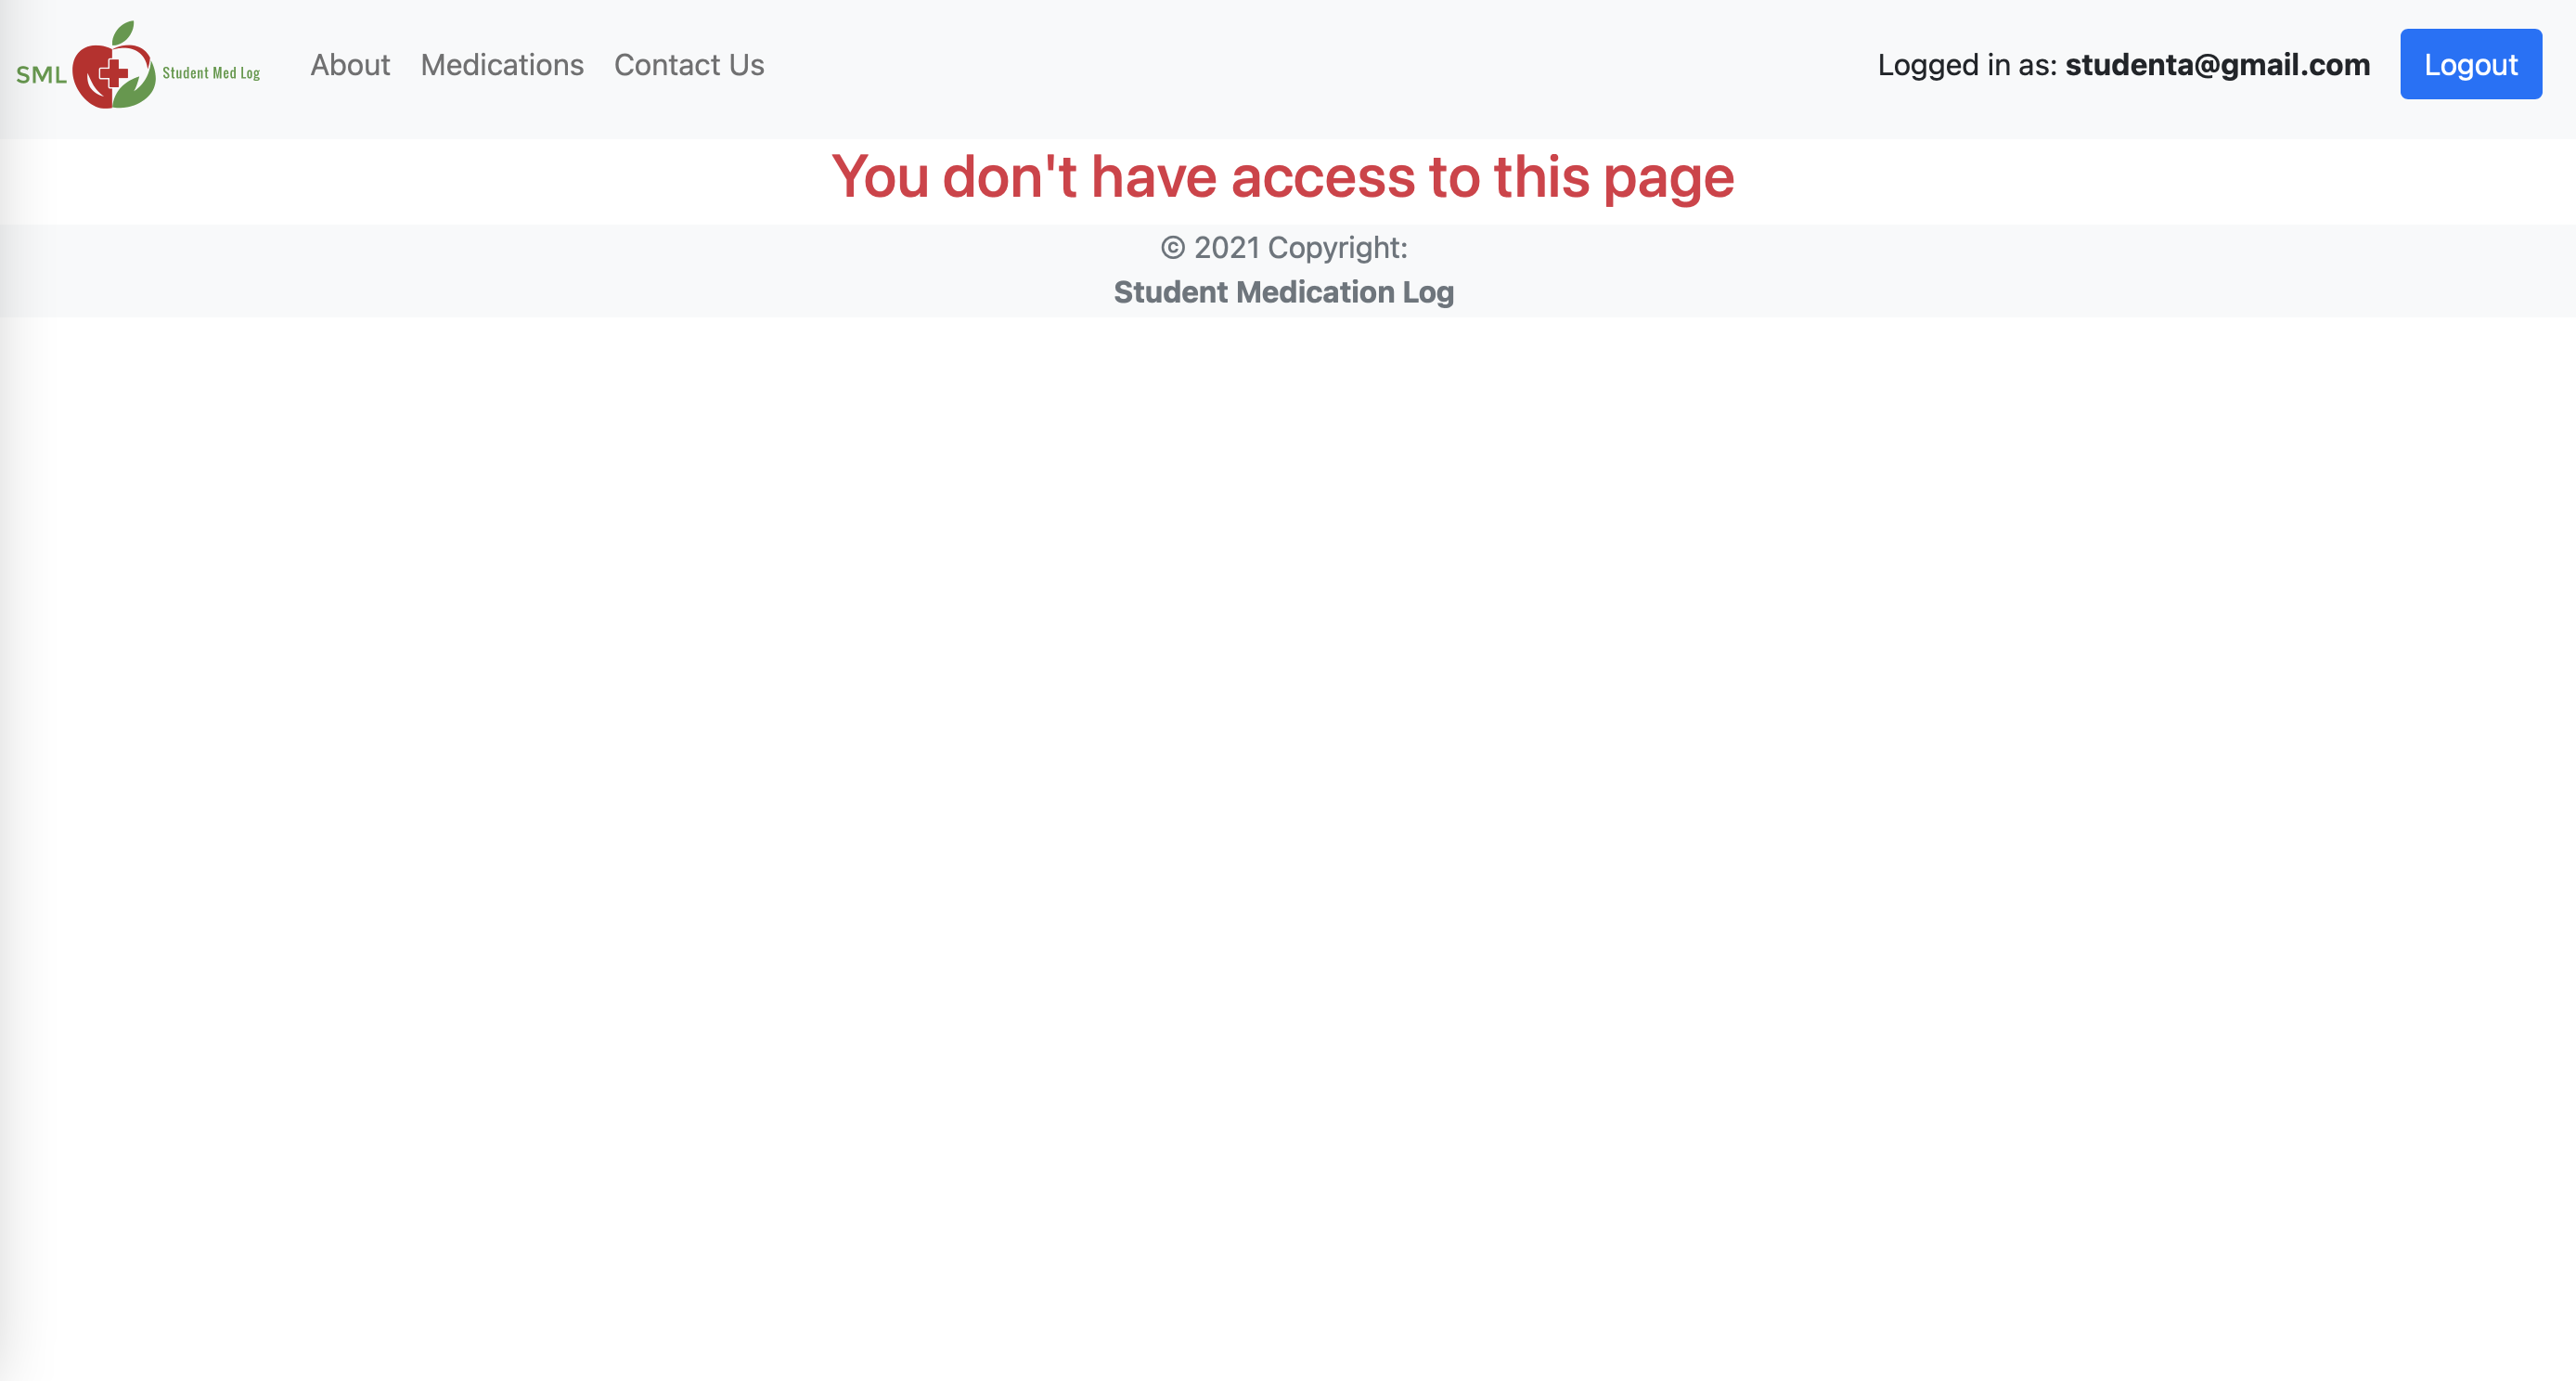 SML Student Med Log About Medications Contact Us Logged in as: studenta@gmail.com Logout
You don't have access to this page
© 2021 Copyright:
Student Medication Log